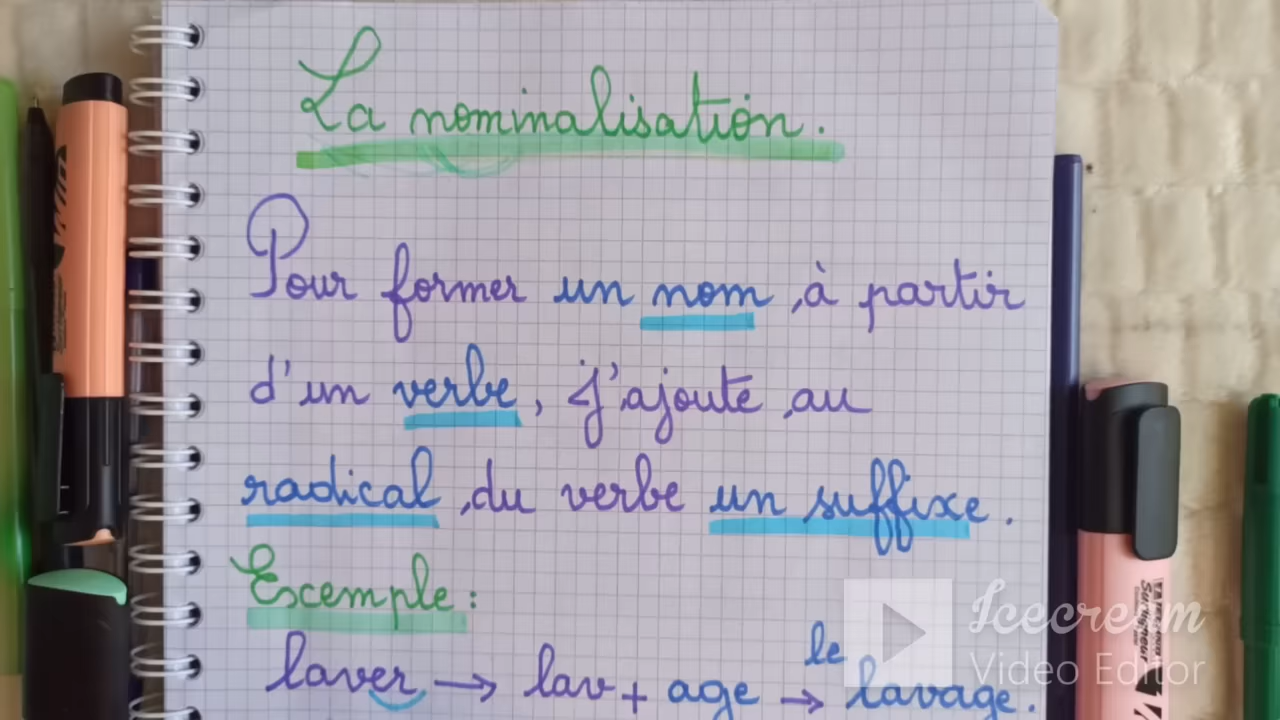 La nominalisation.
Pour former un nom, à partir
d'un verbe, j'ajoute au
radical du verbe un suffixe.
Exemple:
laver → lav + age → le lavage.
Icecream
Video Editor